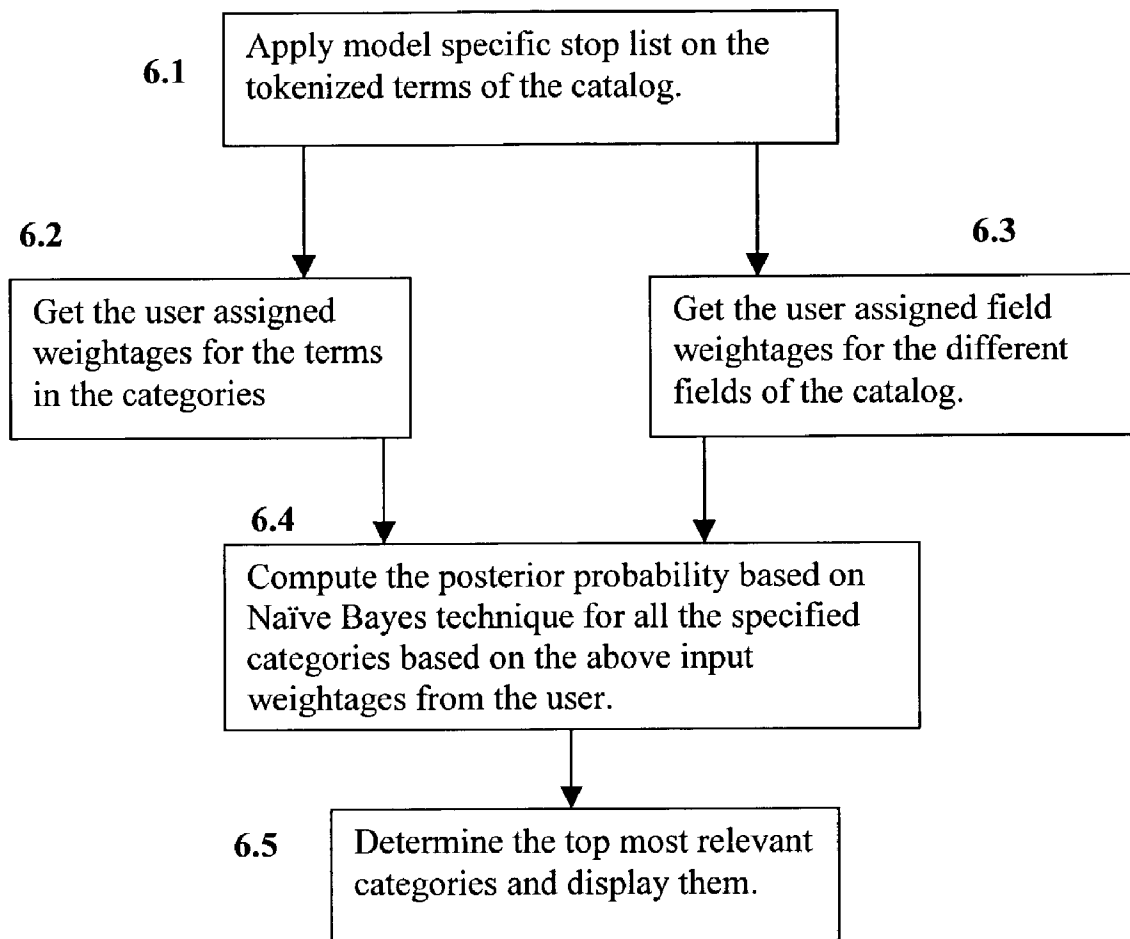 6.1
Apply model specific stop list on the
tokenized terms of the catalog.
6.2
Get the user assigned
weightages for the terms
in the categories
6.3
Get the user assigned field
weightages for the different
fields of the catalog.
6.4
Compute the posterior probability based on
Naïve Bayes technique for all the specified
categories based on the above input
weightages from the user.
6.5
Determine the top most relevant
categories and display them.